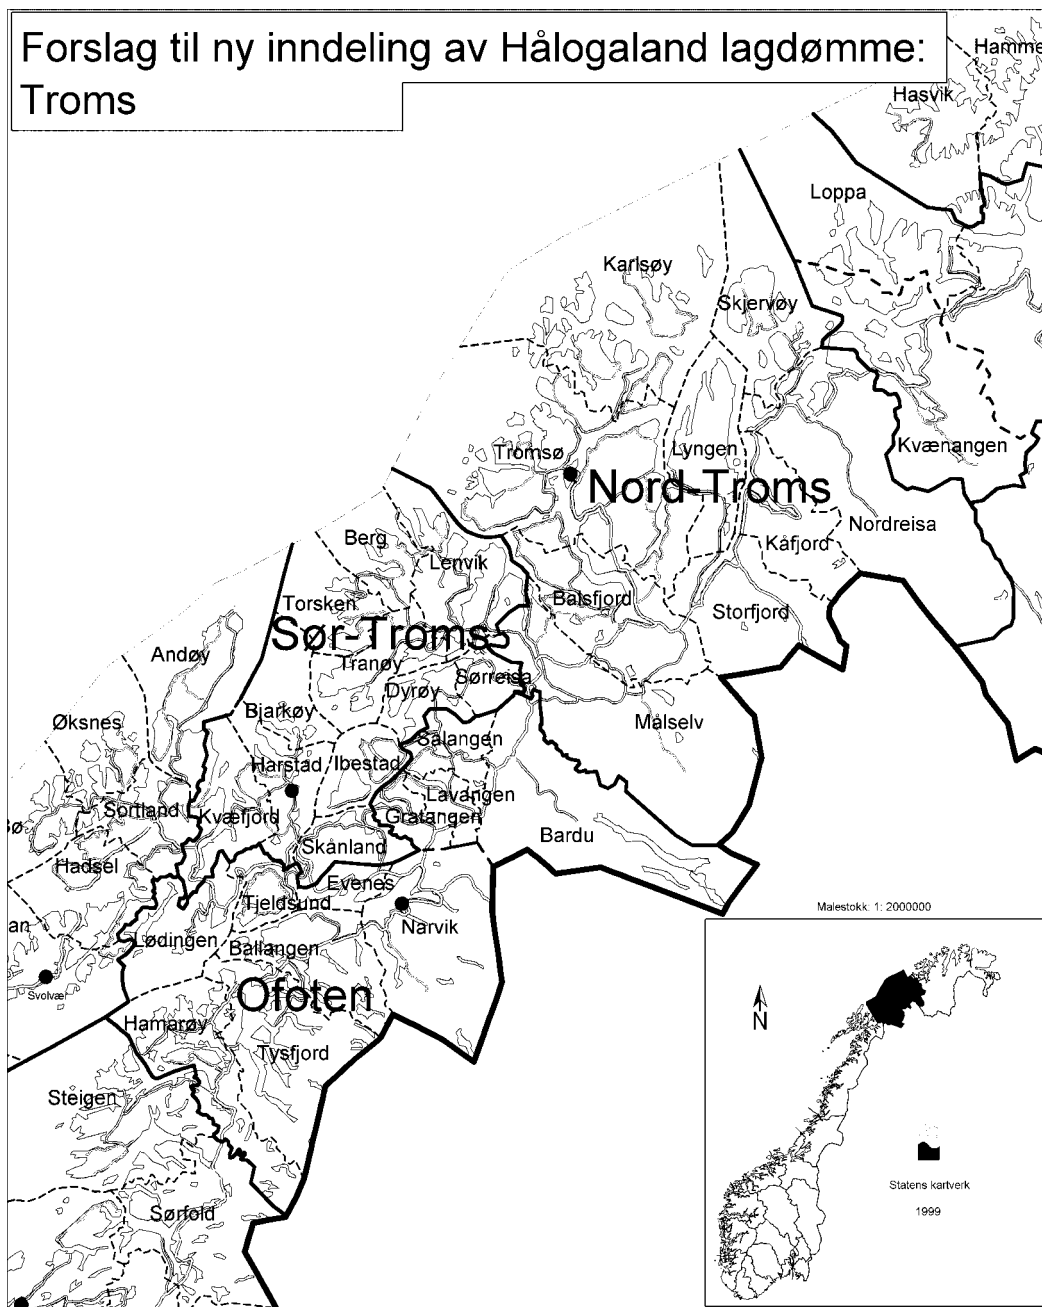 Forslag til ny inndeling av Hålogaland lagdømme:
Troms
Hasvik
Loppa
Karlsøy
Skjervøy
Tromsø
Lyngen
Kvænangen
Nord-Troms
Nordreisa
Kåfjord
Berg
Lenvik
Balsfjord
Storfjord
Torsken
Sør-Troms
Andøy
Tranøy
Sørreisa
Dyrøy
Bjarkøy
Øksnes
Målselv
Salangen
Harstad
Ibestad
Lavangen
Sortland
Kvæfjord
Gratangen
Skånland
Bardu
Hadsel
Evenes
Tjeldsund
Narvik
Lødingen
Ballangen
Svolvær
Ofoten
Hamarøy
Tysfjord
Steigen
Sørfold
Malestokk: 1: 2000000
N
Statens kartverk
1999